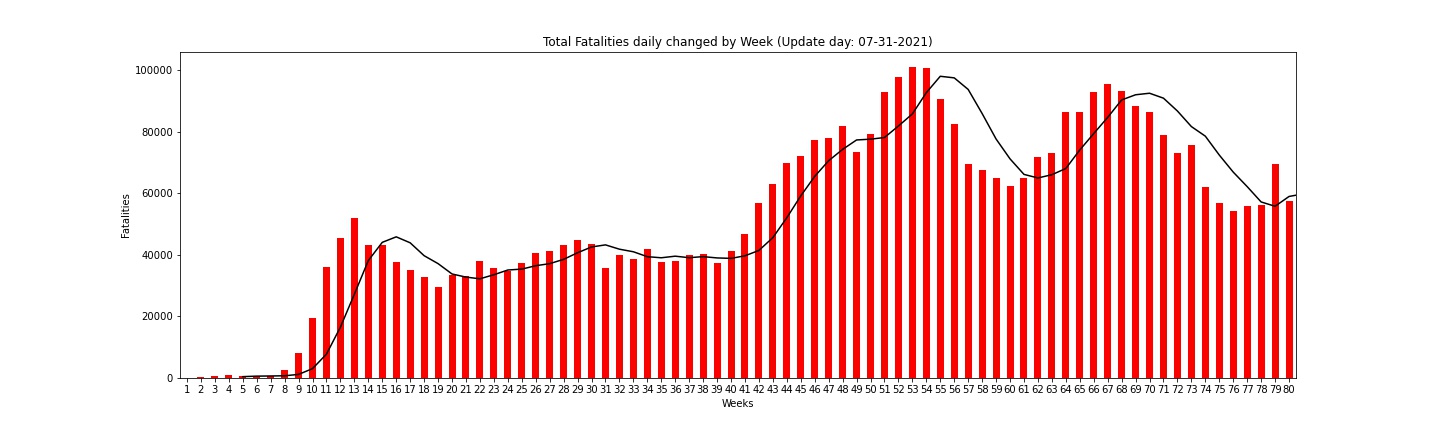 Total Fatalities daily changed by Week (Update day: 07-31-2021)
100000
80000
60000
40000
20000
0
Fatalities
1 2 3 4 5 6 7 8 9 10 11 12 13 14 15 16 17 18 19 20 21 22 23 24 25 26 27 28 29 30 31 32 33 34 35 36 37 38 39 40 41 42 43 44 45 46 47 48 49 50 51 52 53 54 55 56 57 58 59 60 61 62 63 64 65 66 67 68 69 70 71 72 73 74 75 76 77 78 79 80
Weeks